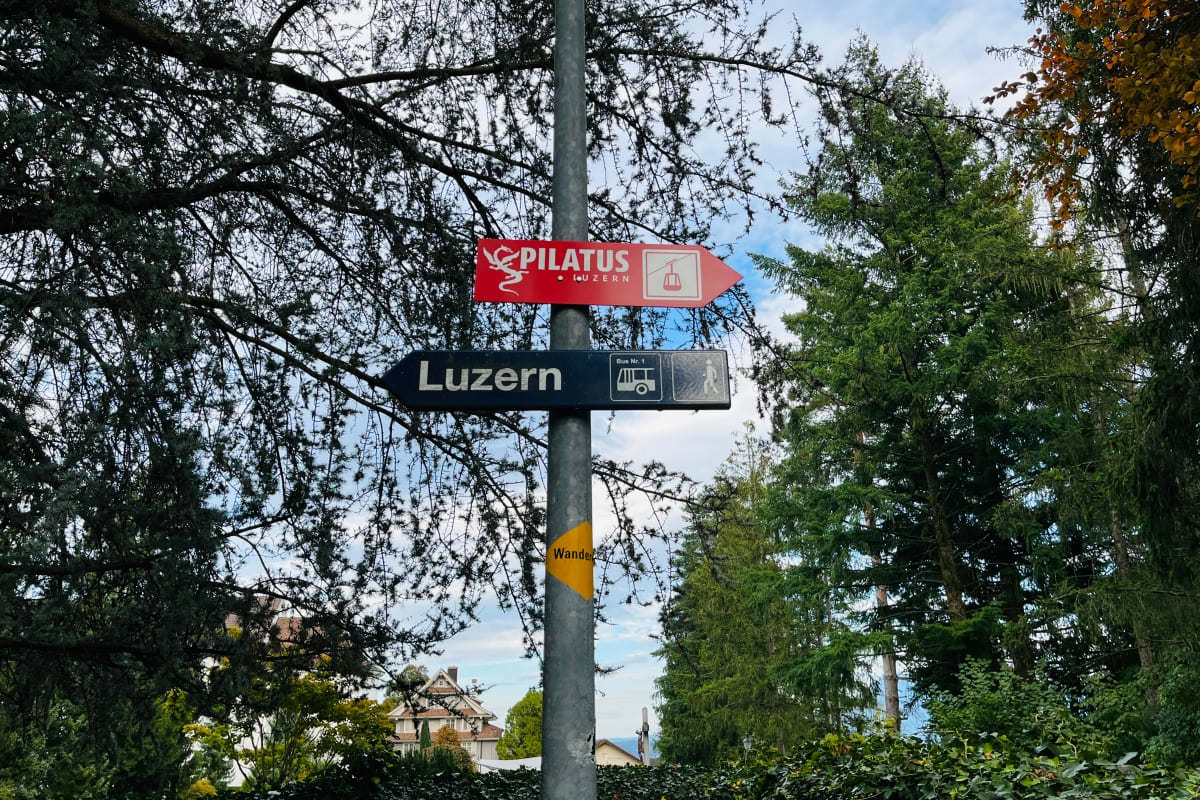 PILATUS
LUZERN
Luzern
Bus Nr. 1
Wande